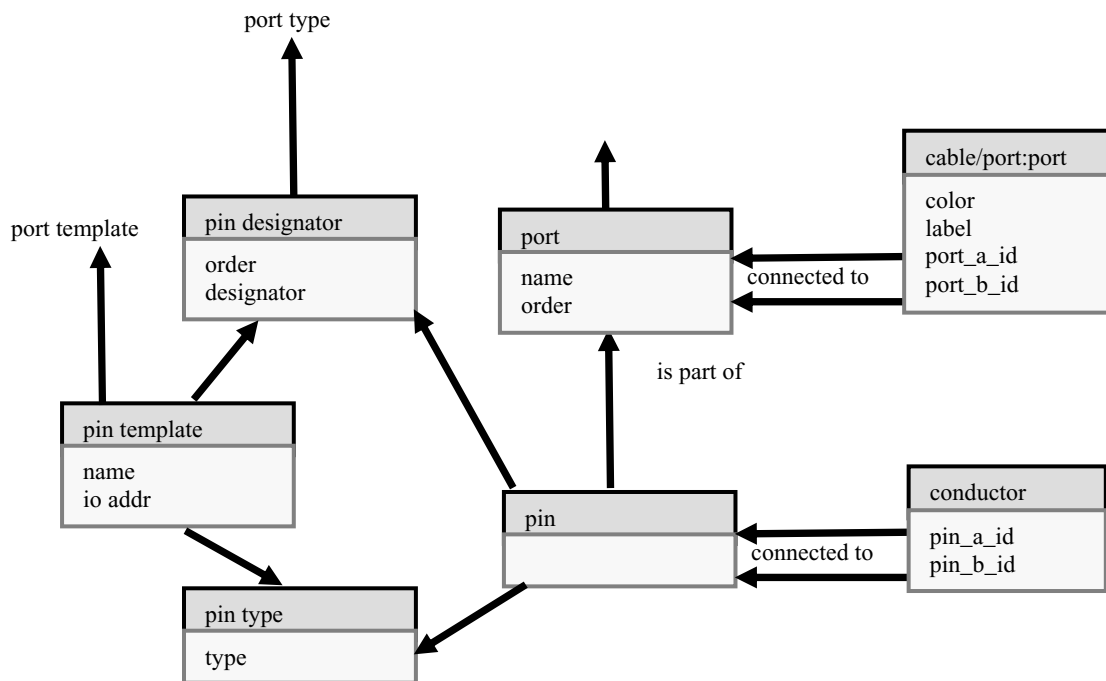 port type
port template
pin designator
order
designator
port
name
order
cable/port:port
color
label
port_a_id
port_b_id
connected to
is part of
pin template
name
io addr
pin
conductor
pin_a_id
pin_b_id
connected to
pin type
type